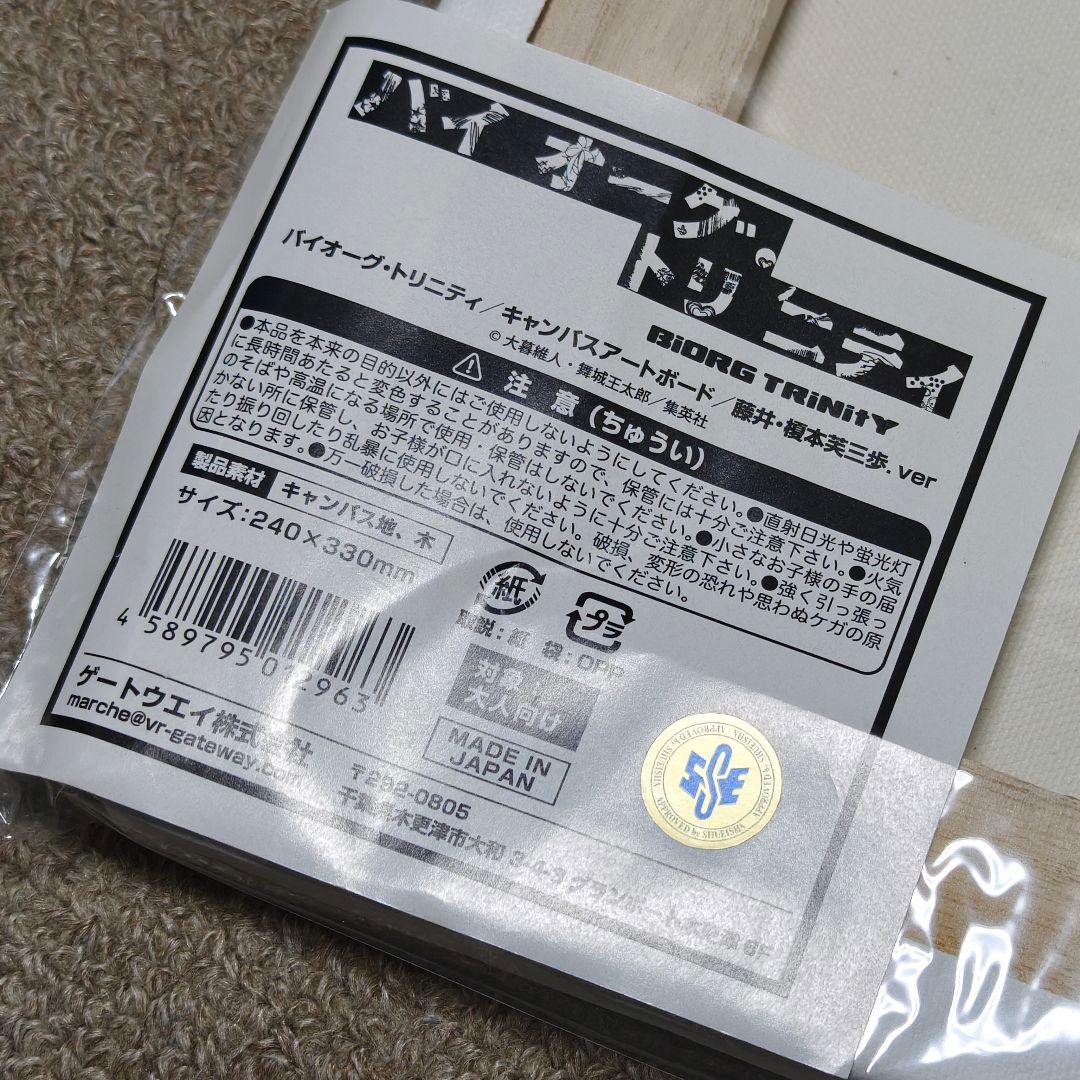 バイオーグ
トリニティ
BiORG TRiNitY
バイオーグ・トリニティ/キャンバスアートボード/藤井・榎本芙三歩.ver
© 大暮維人・舞城王太郎/集英社
注意(ちゅうい)
●本品を本来の目的以外にはご使用しないようにしてください。●直射日光や蛍光灯
に長時間あたると変色することがありますので、保管には十分ご注意下さい。●火気
のそばや高温になる場所で使用・保管はしないでください。●小さなお子様の手の届
かない所に保管し、お子様が口に入れないように十分ご注意下さい。●強く引っ張っ
たり振り回したり乱暴に使用しないでください。破損、変形の恐れや思わぬケガの原
因となります。●万一破損した場合は、使用しないでください。
製品素材 キャンバス地、木
サイズ:240×330mm
紙 プラ
説:紙 袋:OPP
4 589795 012963
対象
大人向け
MADE IN
JAPAN
ゲートウエイ株式会社
marche@vr-gateway.com
〒292-0805
千葉県木更津市大和 3-4-3
APPROVED by SHUEISHA